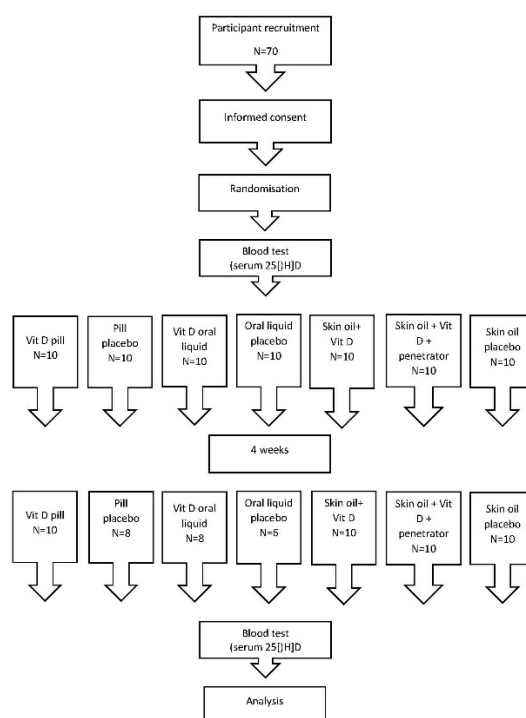 Participant recruitment
N=70
Informed consent
Randomisation
Blood test
(serum 25[)H]D
Vit D pill
N=10
Pill
placebo
N=10
Vit D oral
liquid
N=10
Oral liquid
placebo
N=10
Skin oil+
Vit D
N=10
Skin oil + Vit
D +
penetrator
N=10
Skin oil
placebo
N=10
4 weeks
Vit D pill
N=10
Pill
placebo
N=8
Vit D oral
liquid
N=8
Oral liquid
placebo
N=6
Skin oil+
Vit D
N=10
Skin oil + Vit
D +
penetrator
N=10
Skin oil
placebo
N=10
Blood test
(serum 25[)H]D
Analysis